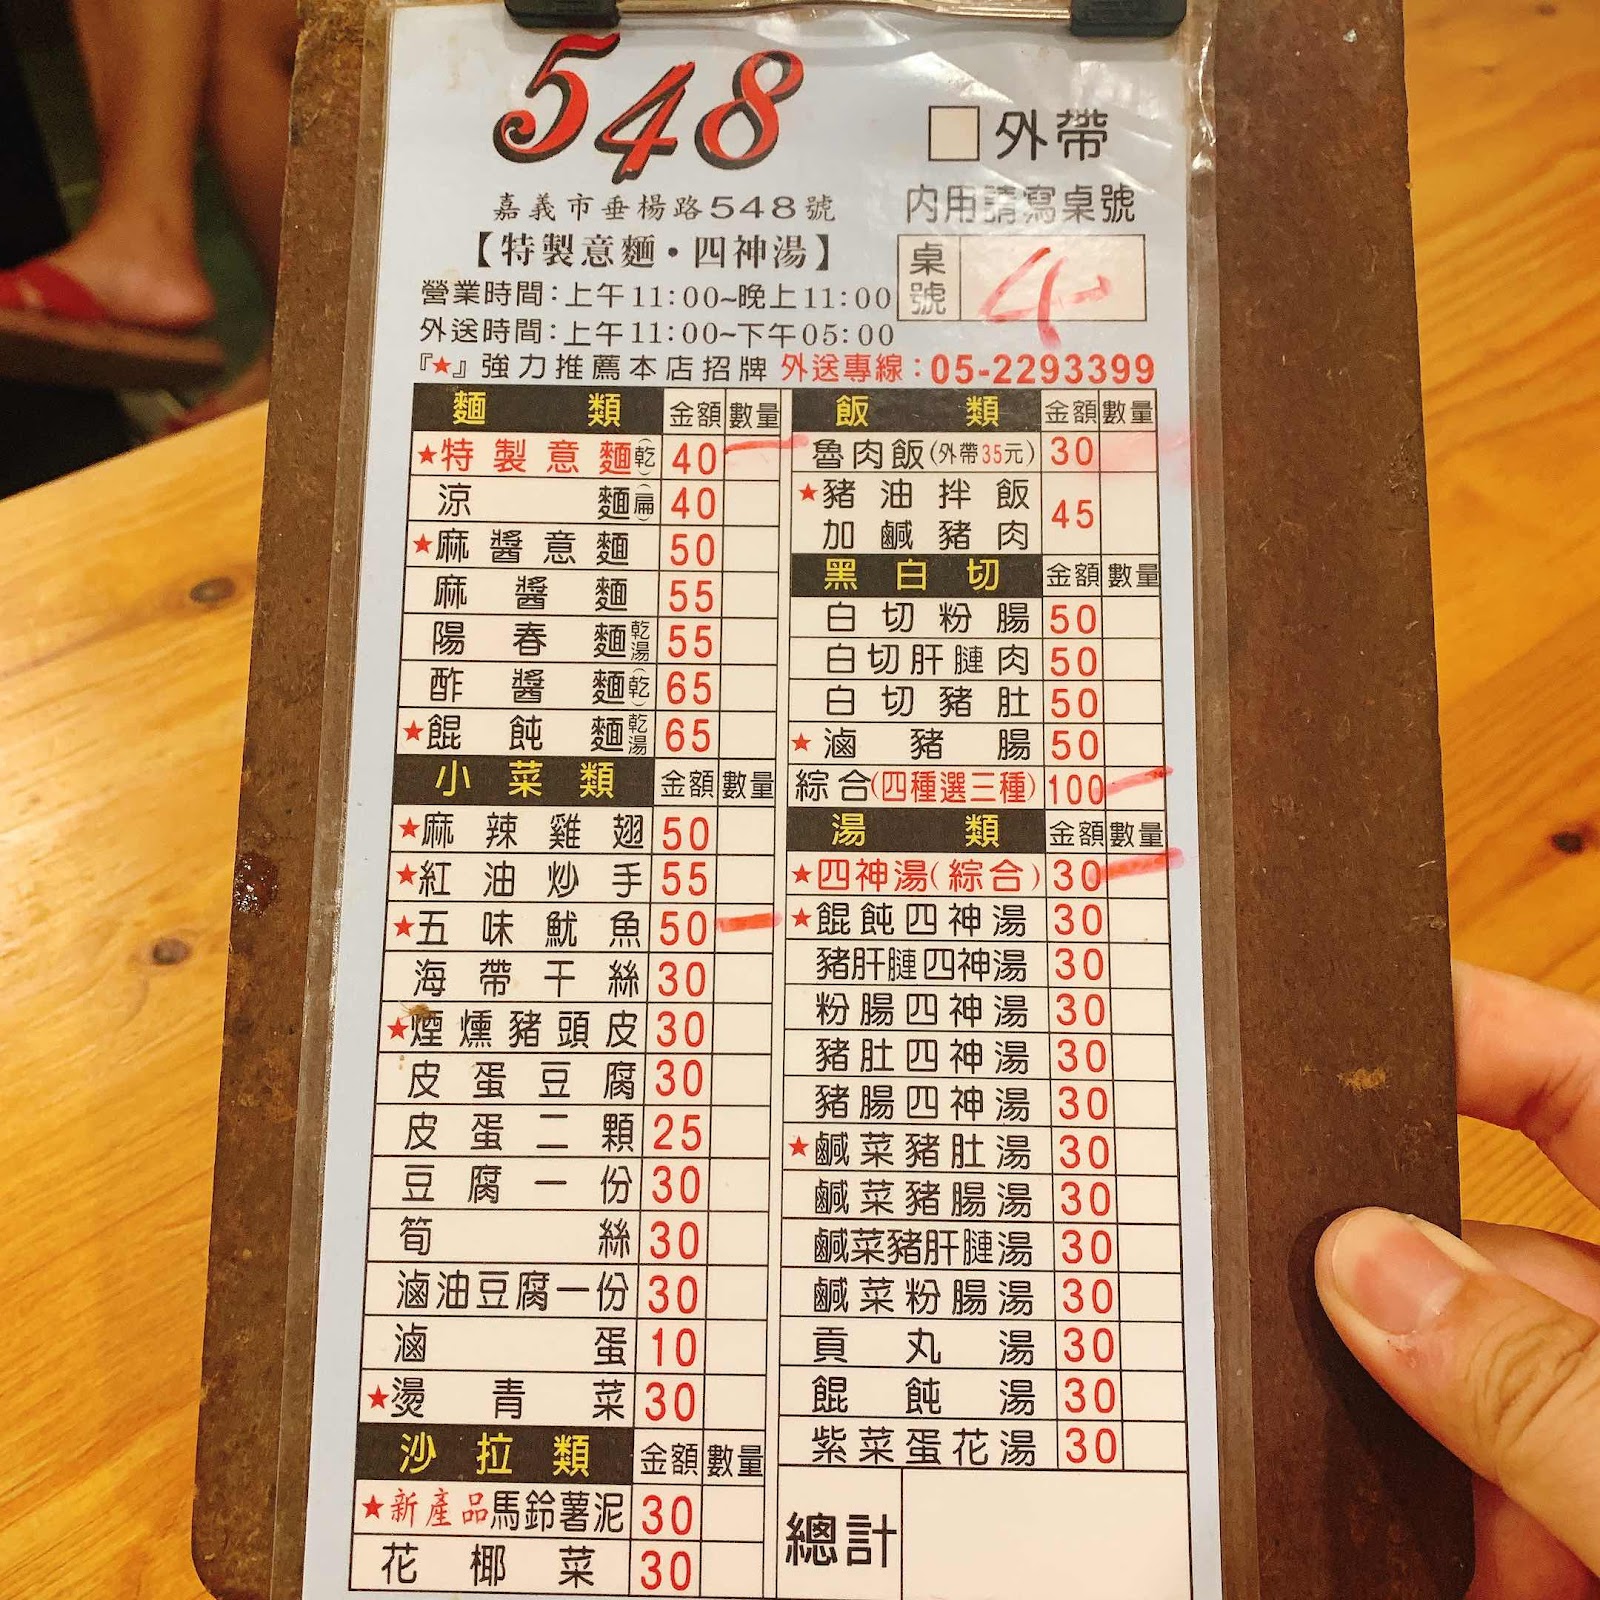 548
□外帶
嘉義市垂楊路548號
內用請寫桌號
【特製意麵·四神湯】
桌號 4
營業時間:上午11:00~晚上11:00
外送時間:上午11:00~下午05:00
『★』強力推薦本店招牌 外送專線:05-2293399
麵類 金額 數量
★特製意麵(乾) 40 一
涼麵(扁) 40
★麻醬意麵 50
麻醬麵 55
陽春麵 乾湯 55
酢醬麵(乾) 65
★餛飩麵 乾湯 65
小菜類 金額 數量
★麻辣雞翅 50
★紅油炒手 55
★五味魷魚 50 一
海帶干絲 30
★煙燻豬頭皮 30
皮蛋豆腐 30
皮蛋二顆 25
豆腐一份 30
筍絲 30
滷油豆腐一份 30
滷蛋 10
★燙青菜 30
沙拉類 金額 數量
★新產品馬鈴薯泥 30
花椰菜 30
飯類 金額 數量
魯肉飯(外帶35元) 30
★豬油拌飯
加鹹豬肉 45
黑白切 金額 數量
白切粉腸 50
白切肝膁肉 50
白切豬肚 50
★滷豬腸 50
綜合(四種選三種) 100 一
湯類 金額 數量
★四神湯(綜合) 30 一
★餛飩四神湯 30
豬肝膁四神湯 30
粉腸四神湯 30
豬肚四神湯 30
豬腸四神湯 30
★鹹菜豬肚湯 30
鹹菜豬腸湯 30
鹹菜豬肝膁湯 30
鹹菜粉腸湯 30
貢丸湯 30
餛飩湯 30
紫菜蛋花湯 30
總計